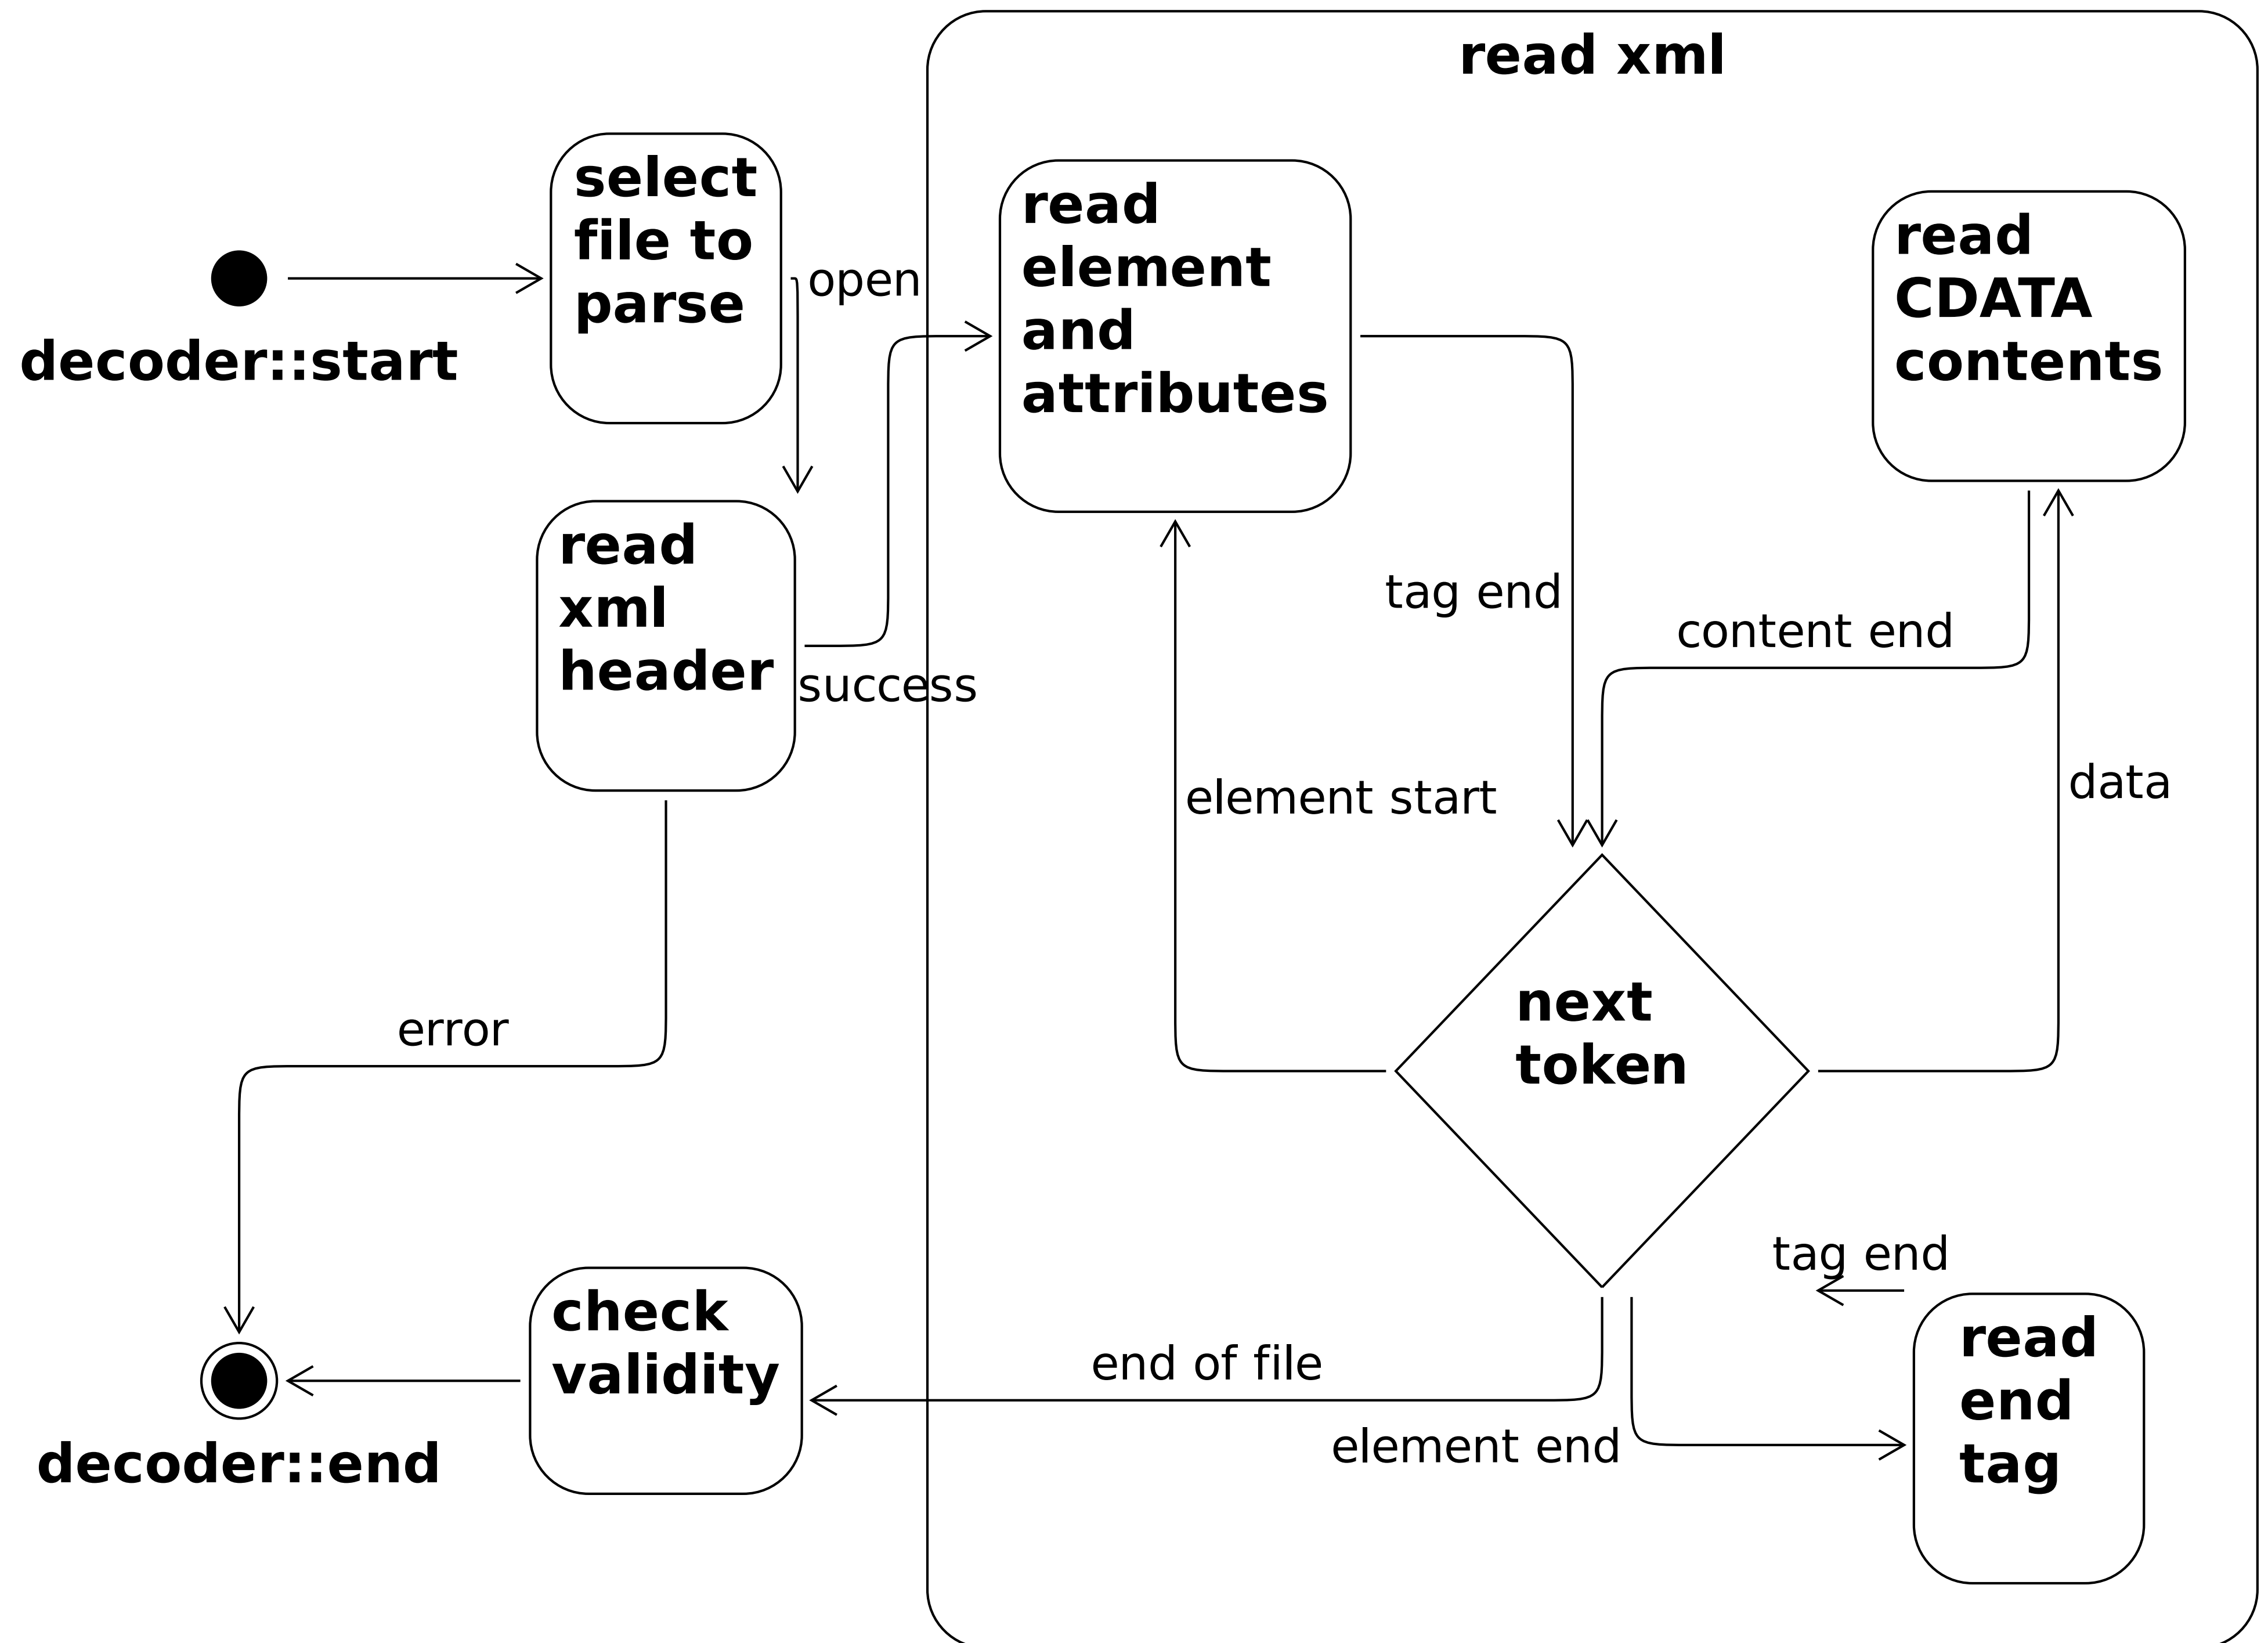 read xml
select
file to
parse
decoder::start
open
read
element
and
attributes
read
CDATA
contents
read
xml
header
success
tag end
content end
element start
data
error
next
token
tag end
check
validity
end of file
element end
read
end
tag
decoder::end